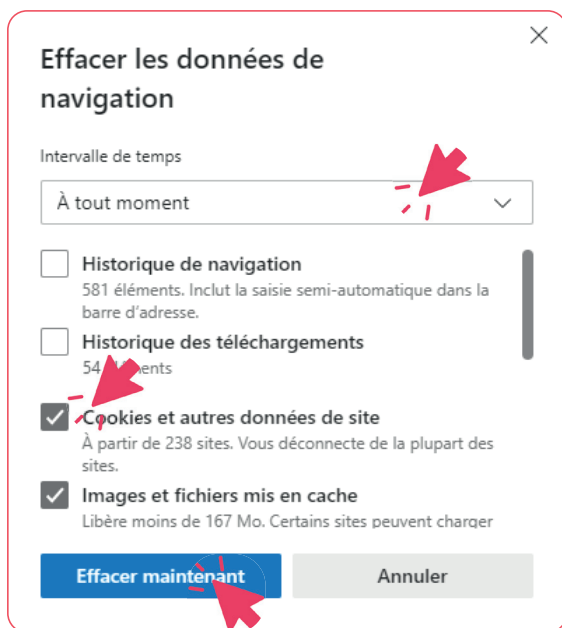 Effacer les données de
navigation
Intervalle de temps
À tout moment
Historique de navigation
581 éléments. Inclut la saisie semi-automatique dans la
barre d'adresse.
Historique des téléchargements
54 éléments
Cookies et autres données de site
À partir de 238 sites. Vous déconnecte de la plupart des
sites.
Images et fichiers mis en cache
Libère moins de 167 Mo. Certains sites peuvent charger
Effacer maintenant
Annuler